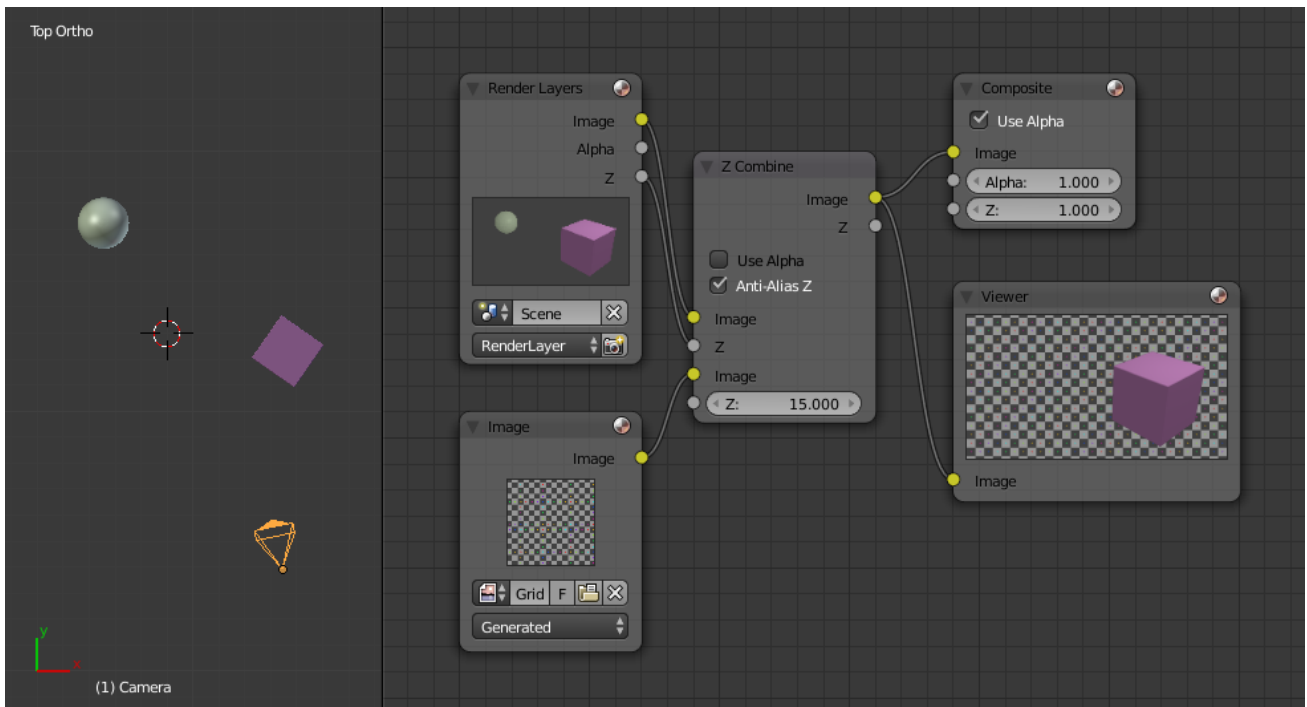 Top Ortho
y
x
(1) Camera
Render Layers
Image
Alpha
Z
Scene
RenderLayer
Image
Image
Grid F
Generated
Z Combine
Image
Z
Use Alpha
Anti-Alias Z
Image
Z
Image
Z: 15.000
Composite
Use Alpha
Image
Alpha: 1.000
Z: 1.000
Viewer
Image